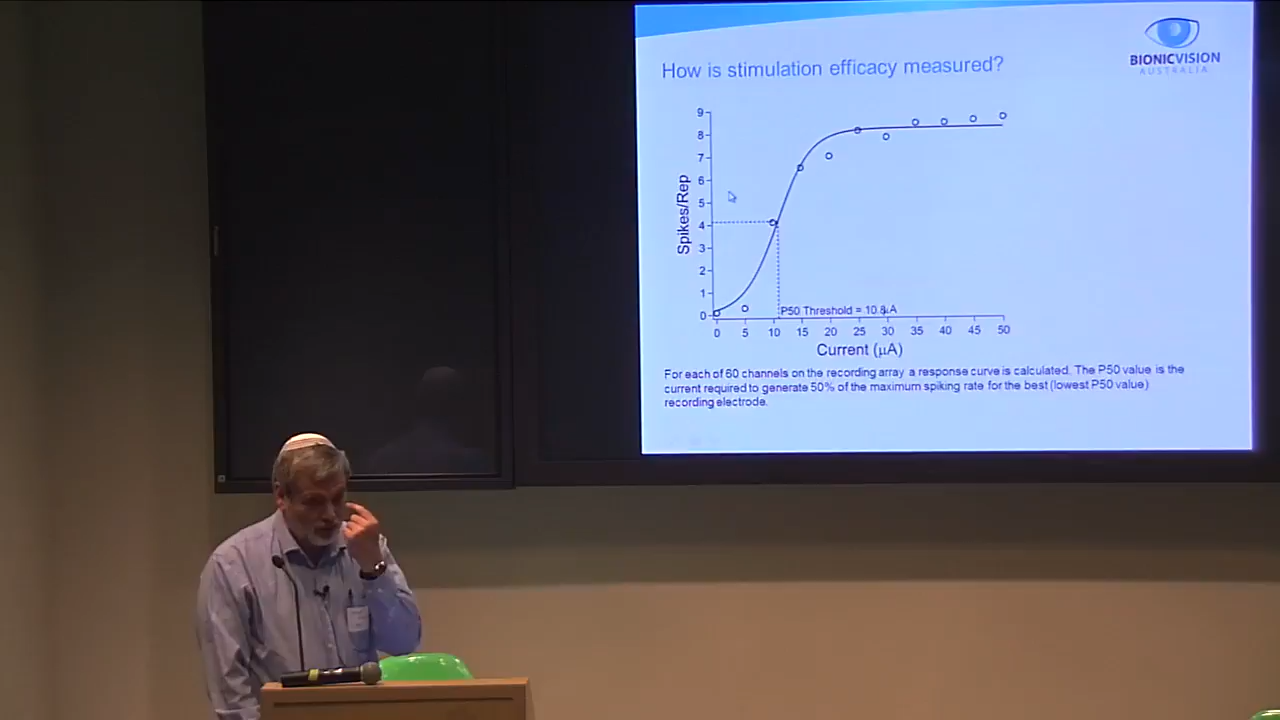 How is stimulation efficacy measured?
BIONICVISION
AUSTRALIA
Spikes/Rep
9
8
7
6
5
4
3
2
1
0
P50 Threshold = 10.8µA
0 5 10 15 20 25 30 35 40 45 50
Current (µA)
For each of 60 channels on the recording array a response curve is calculated. The P50 value is the
current required to generate 50% of the maximum spiking rate for the best (lowest P50 value)
recording electrode.